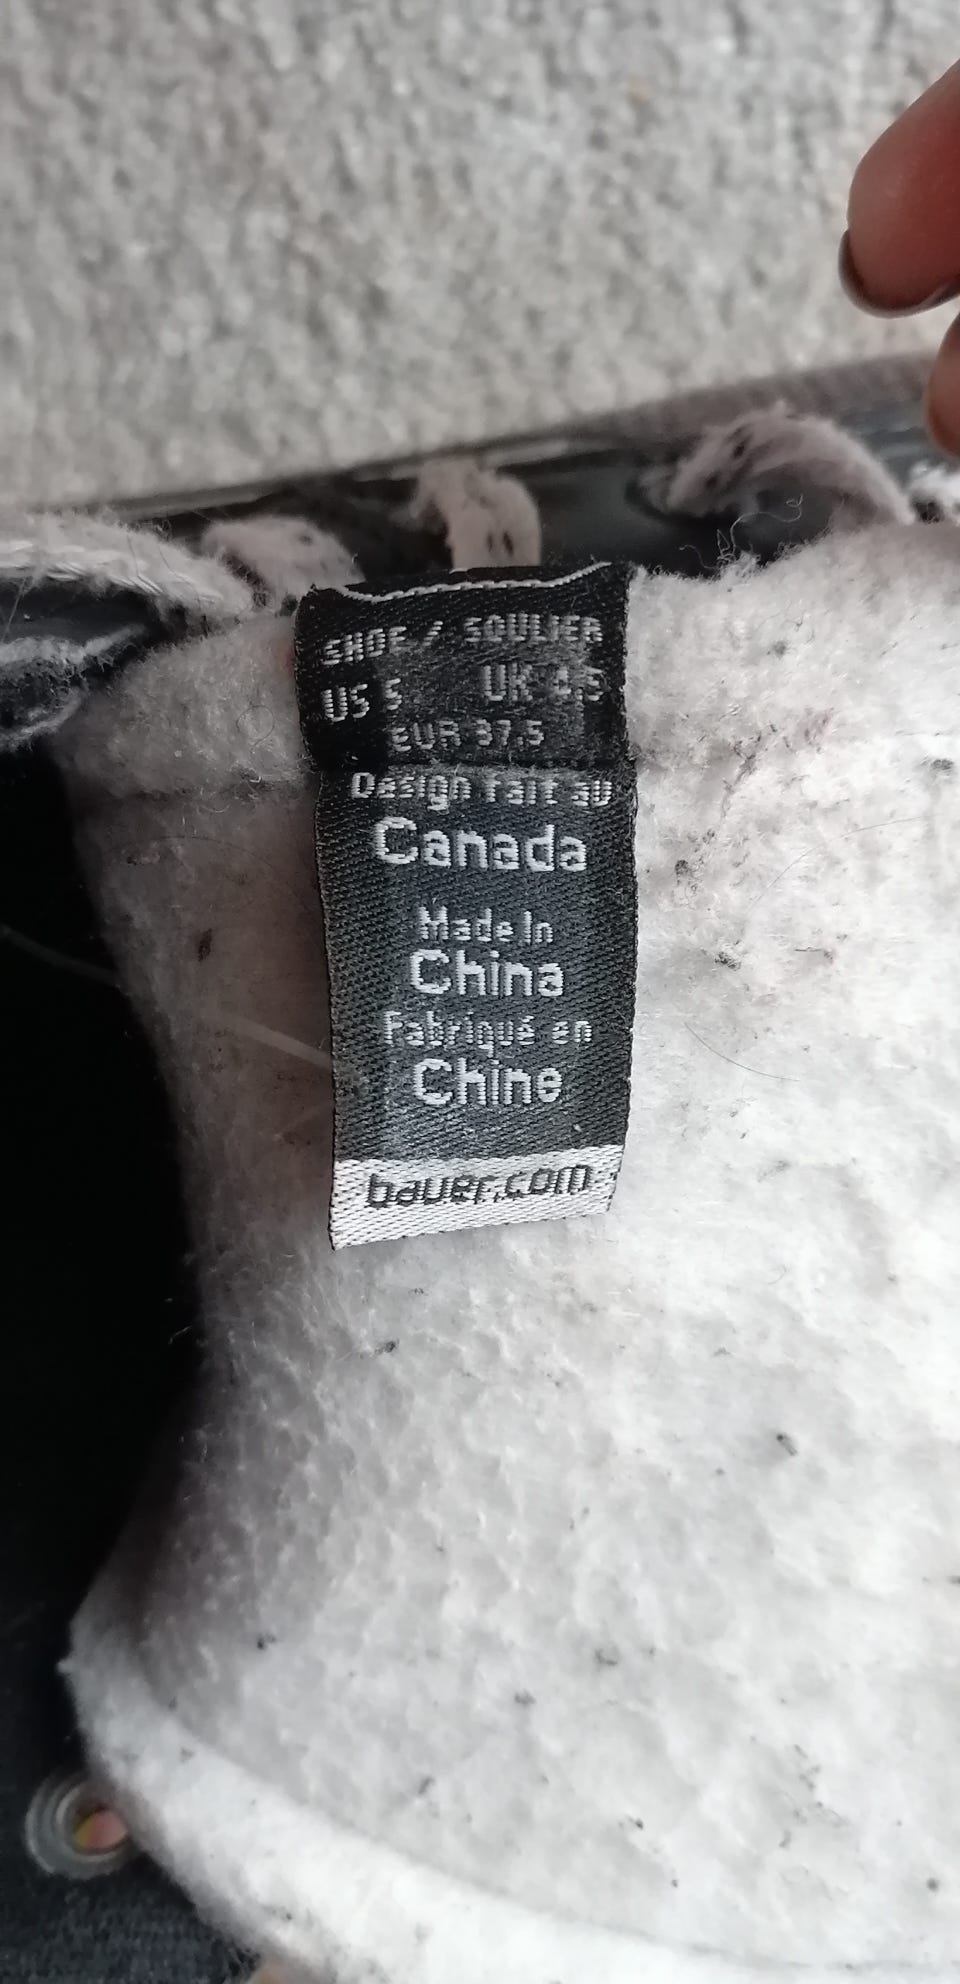 SHOE / SOULIER
US 5 UK 4.5
EUR 37.5
Design fait au
Canada
Made in
China
Fabriqué en
Chine
bauer.com